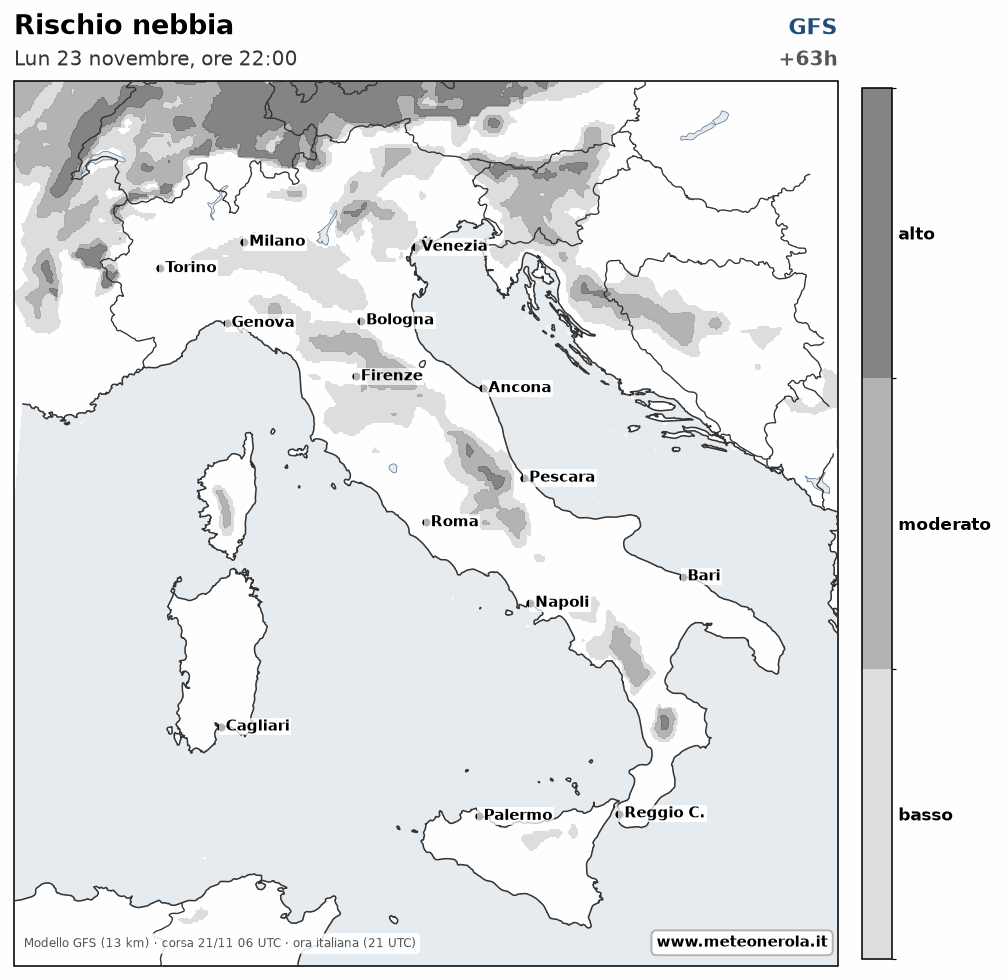 Rischio nebbia
GFS
Lun 23 novembre, ore 22:00
+63h
alto
Milano
Venezia
Torino
Genova
Bologna
Firenze
Ancona
Pescara
Roma
moderato
Bari
Napoli
Cagliari
Palermo
Reggio C.
basso
Modello GFS (13 km) · corsa 21/11 06 UTC · ora italiana (21 UTC)
www.meteonerola.it